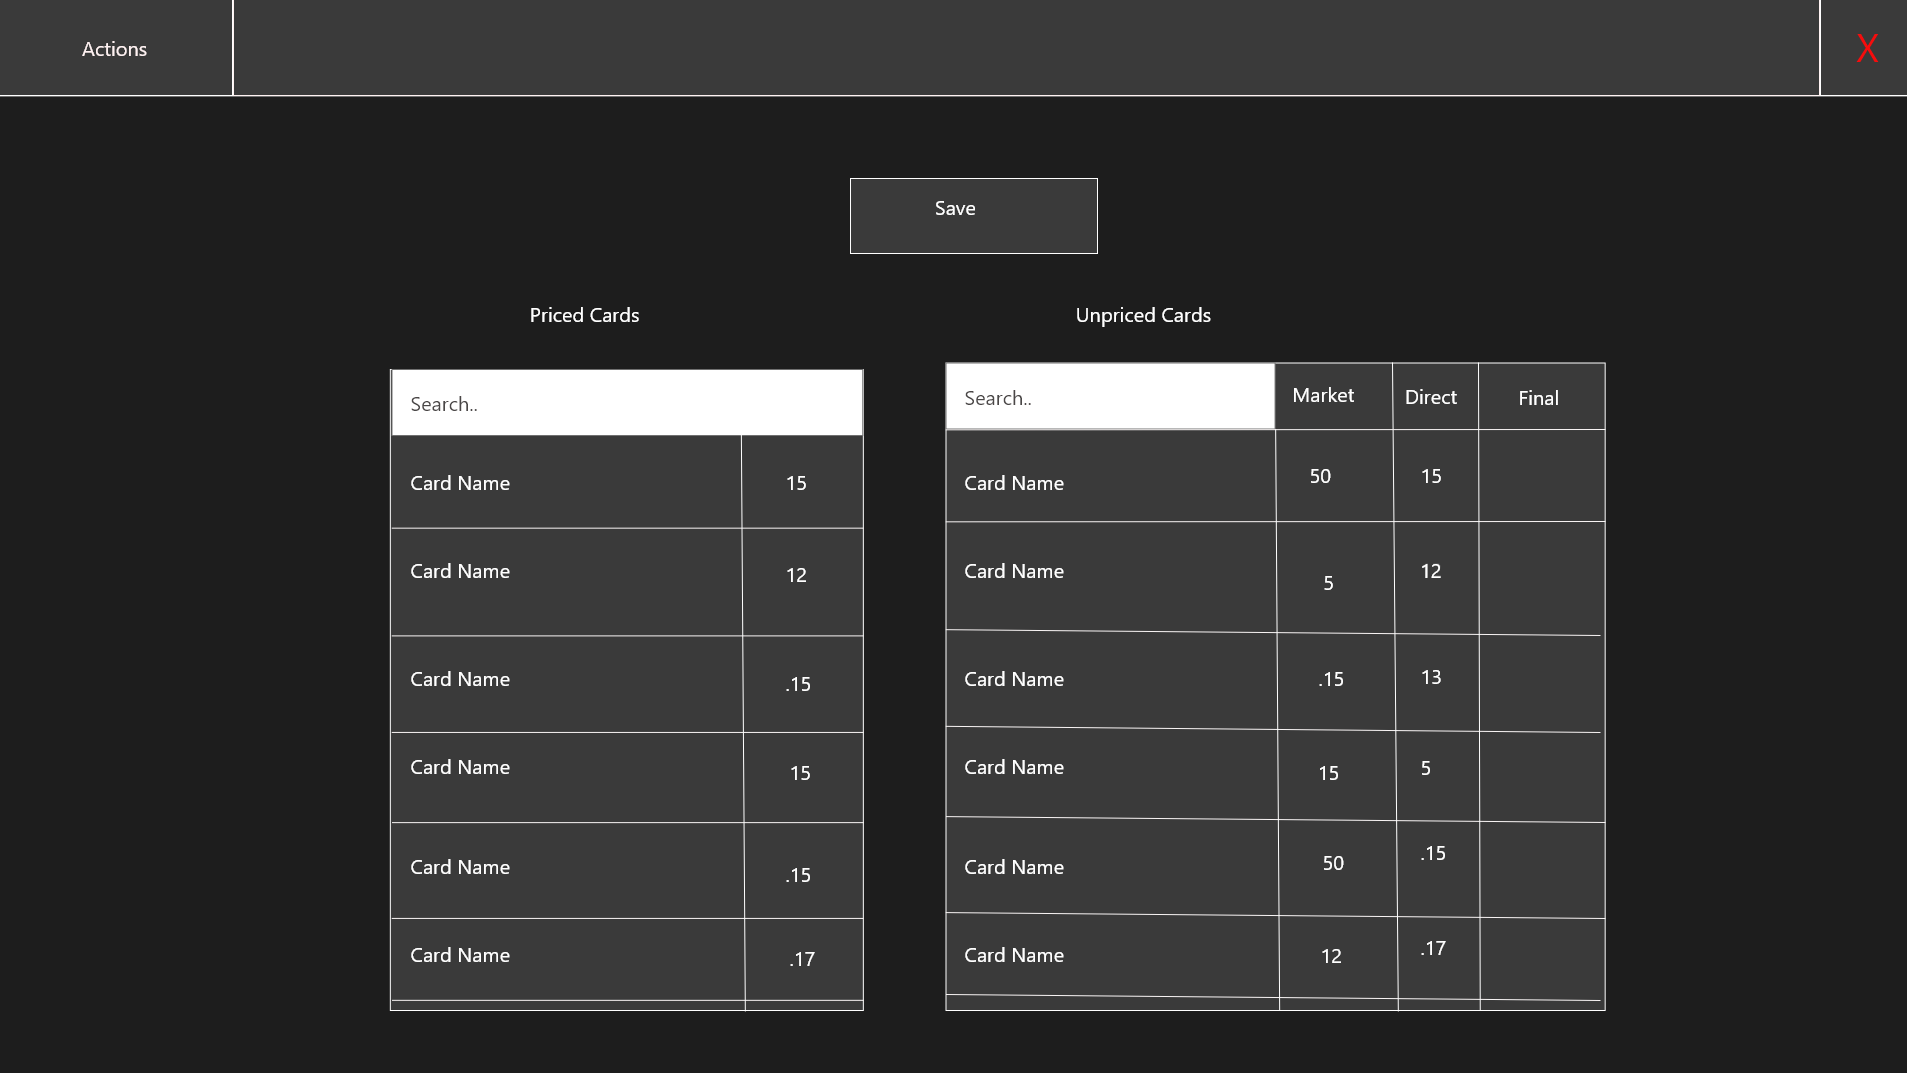 Actions
X
Save
Priced Cards
Unpriced Cards
Search..
Card Name 15
Card Name 12
Card Name .15
Card Name 15
Card Name .15
Card Name .17
Search.. Market Direct Final
Card Name 50 15
Card Name 5 12
Card Name .15 13
Card Name 15 5
Card Name 50 .15
Card Name 12 .17